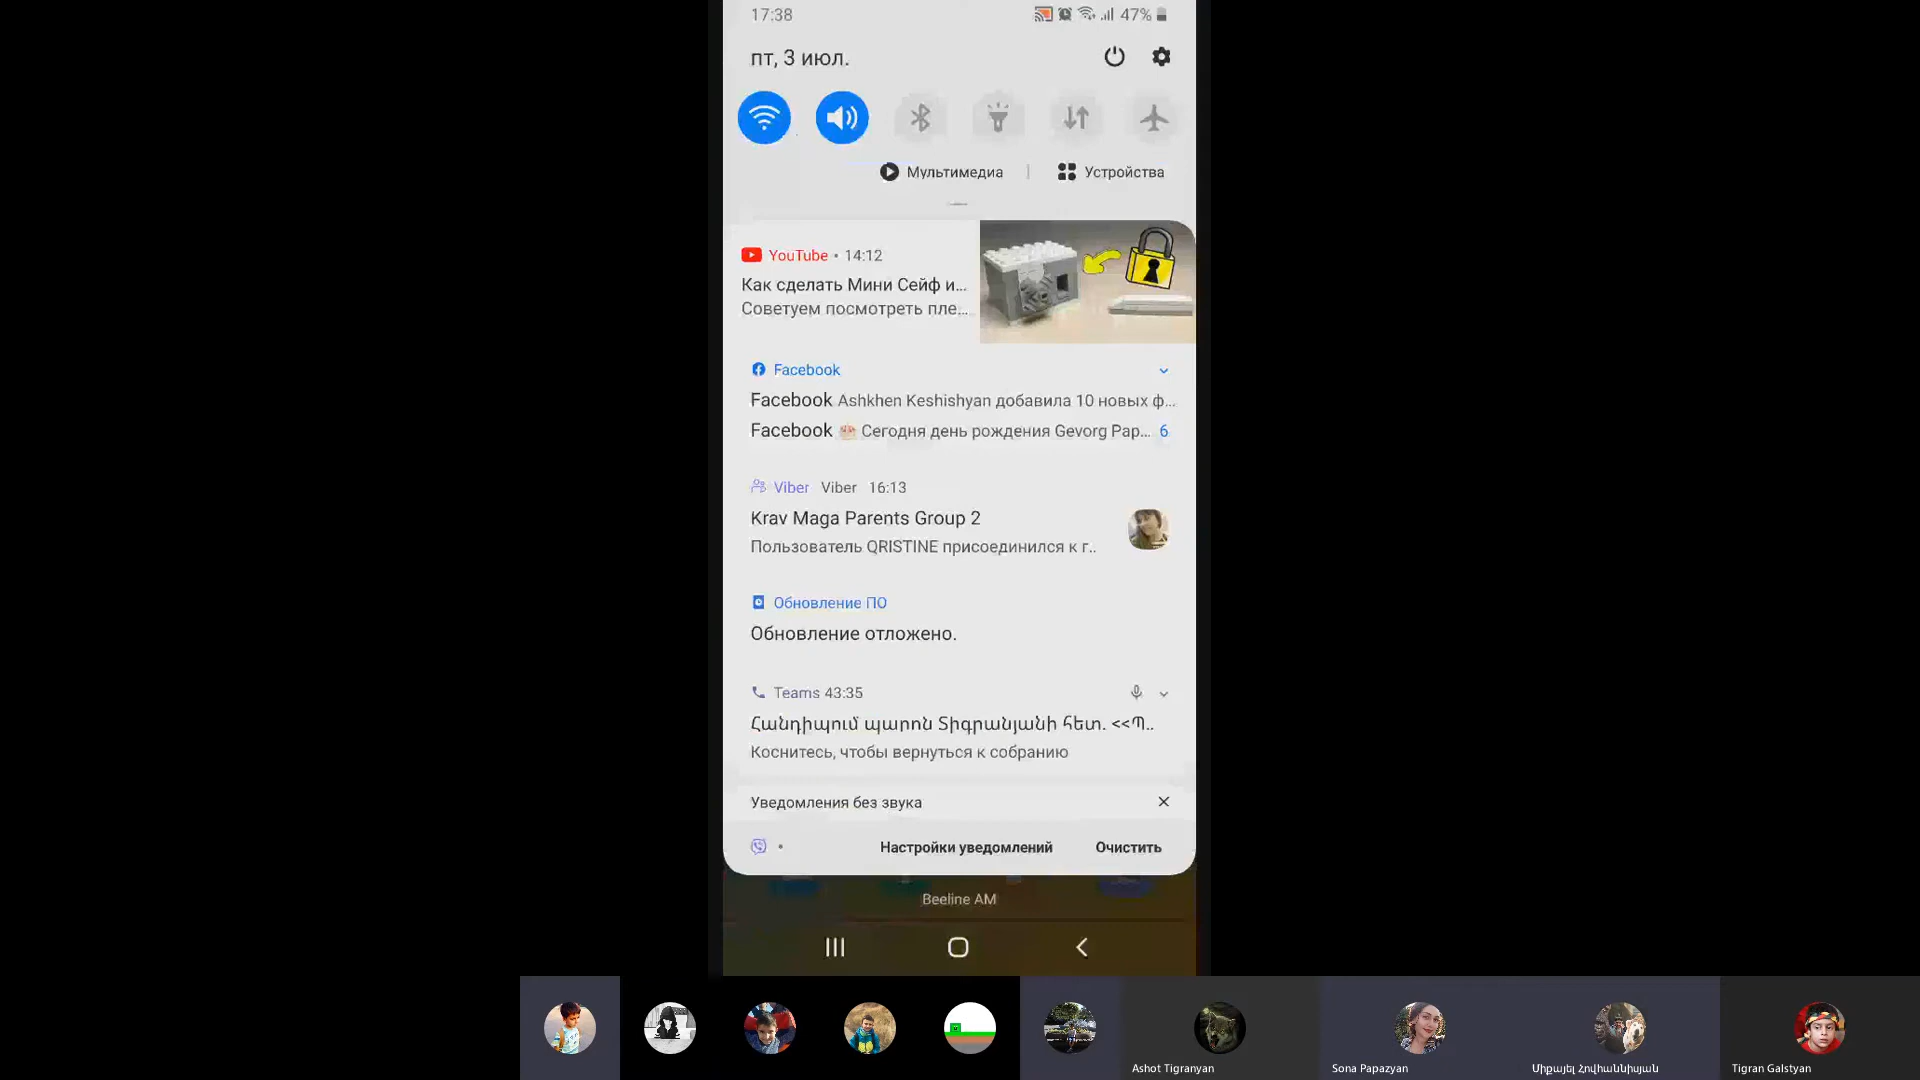 17:38
47%
пт, 3 июл.
Мултимедиа | Устройства
YouTube • 14:12
Как сделать Мини Сейф и...
Советуем посмотреть пле...
Facebook
Facebook Ashkhen Keshishyan добавила 10 новых ф...
Facebook Сегодня день рождения Gevorg Pap... 6
Viber Viber 16:13
Krav Maga Parents Group 2
Пользователь QRISTINE присоединился к г..
Обновление ПО
Обновление отложено.
Teams 43:35
Հանդիպում պարոն Տիգրանյանի հետ. <<Պ..
Коснитесь, чтобы вернуться к собранию
Уведомления без звука
Настройки уведомлений Очистить
Beeline AM
Ashot Tigranyan
Sona Papazyan
Միքայել Հովհաննիսյան
Tigran Galstyan